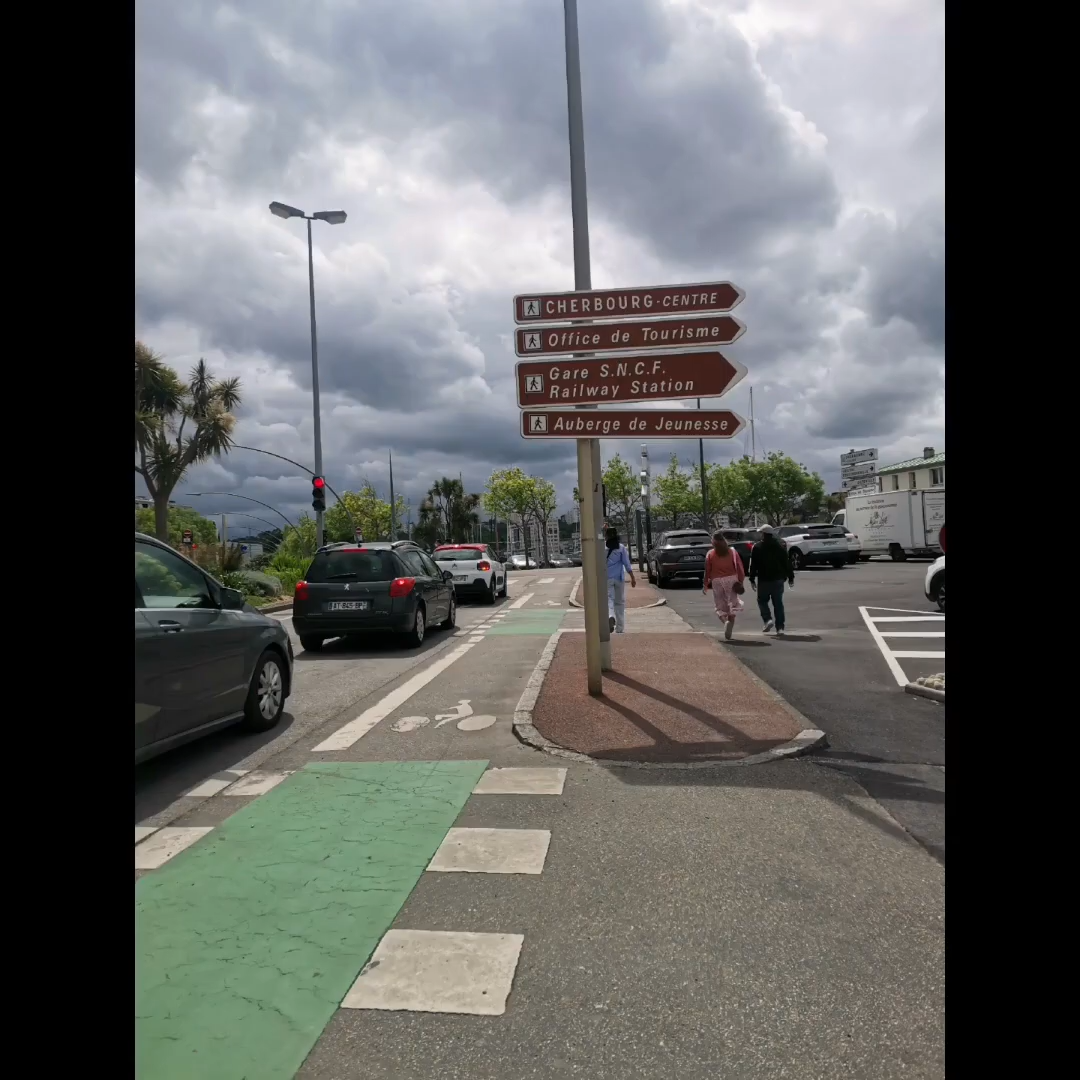 CHERBOURG-CENTRE
Office de Tourisme
Gare S.N.C.F.
Railway Station
Auberge de Jeunesse